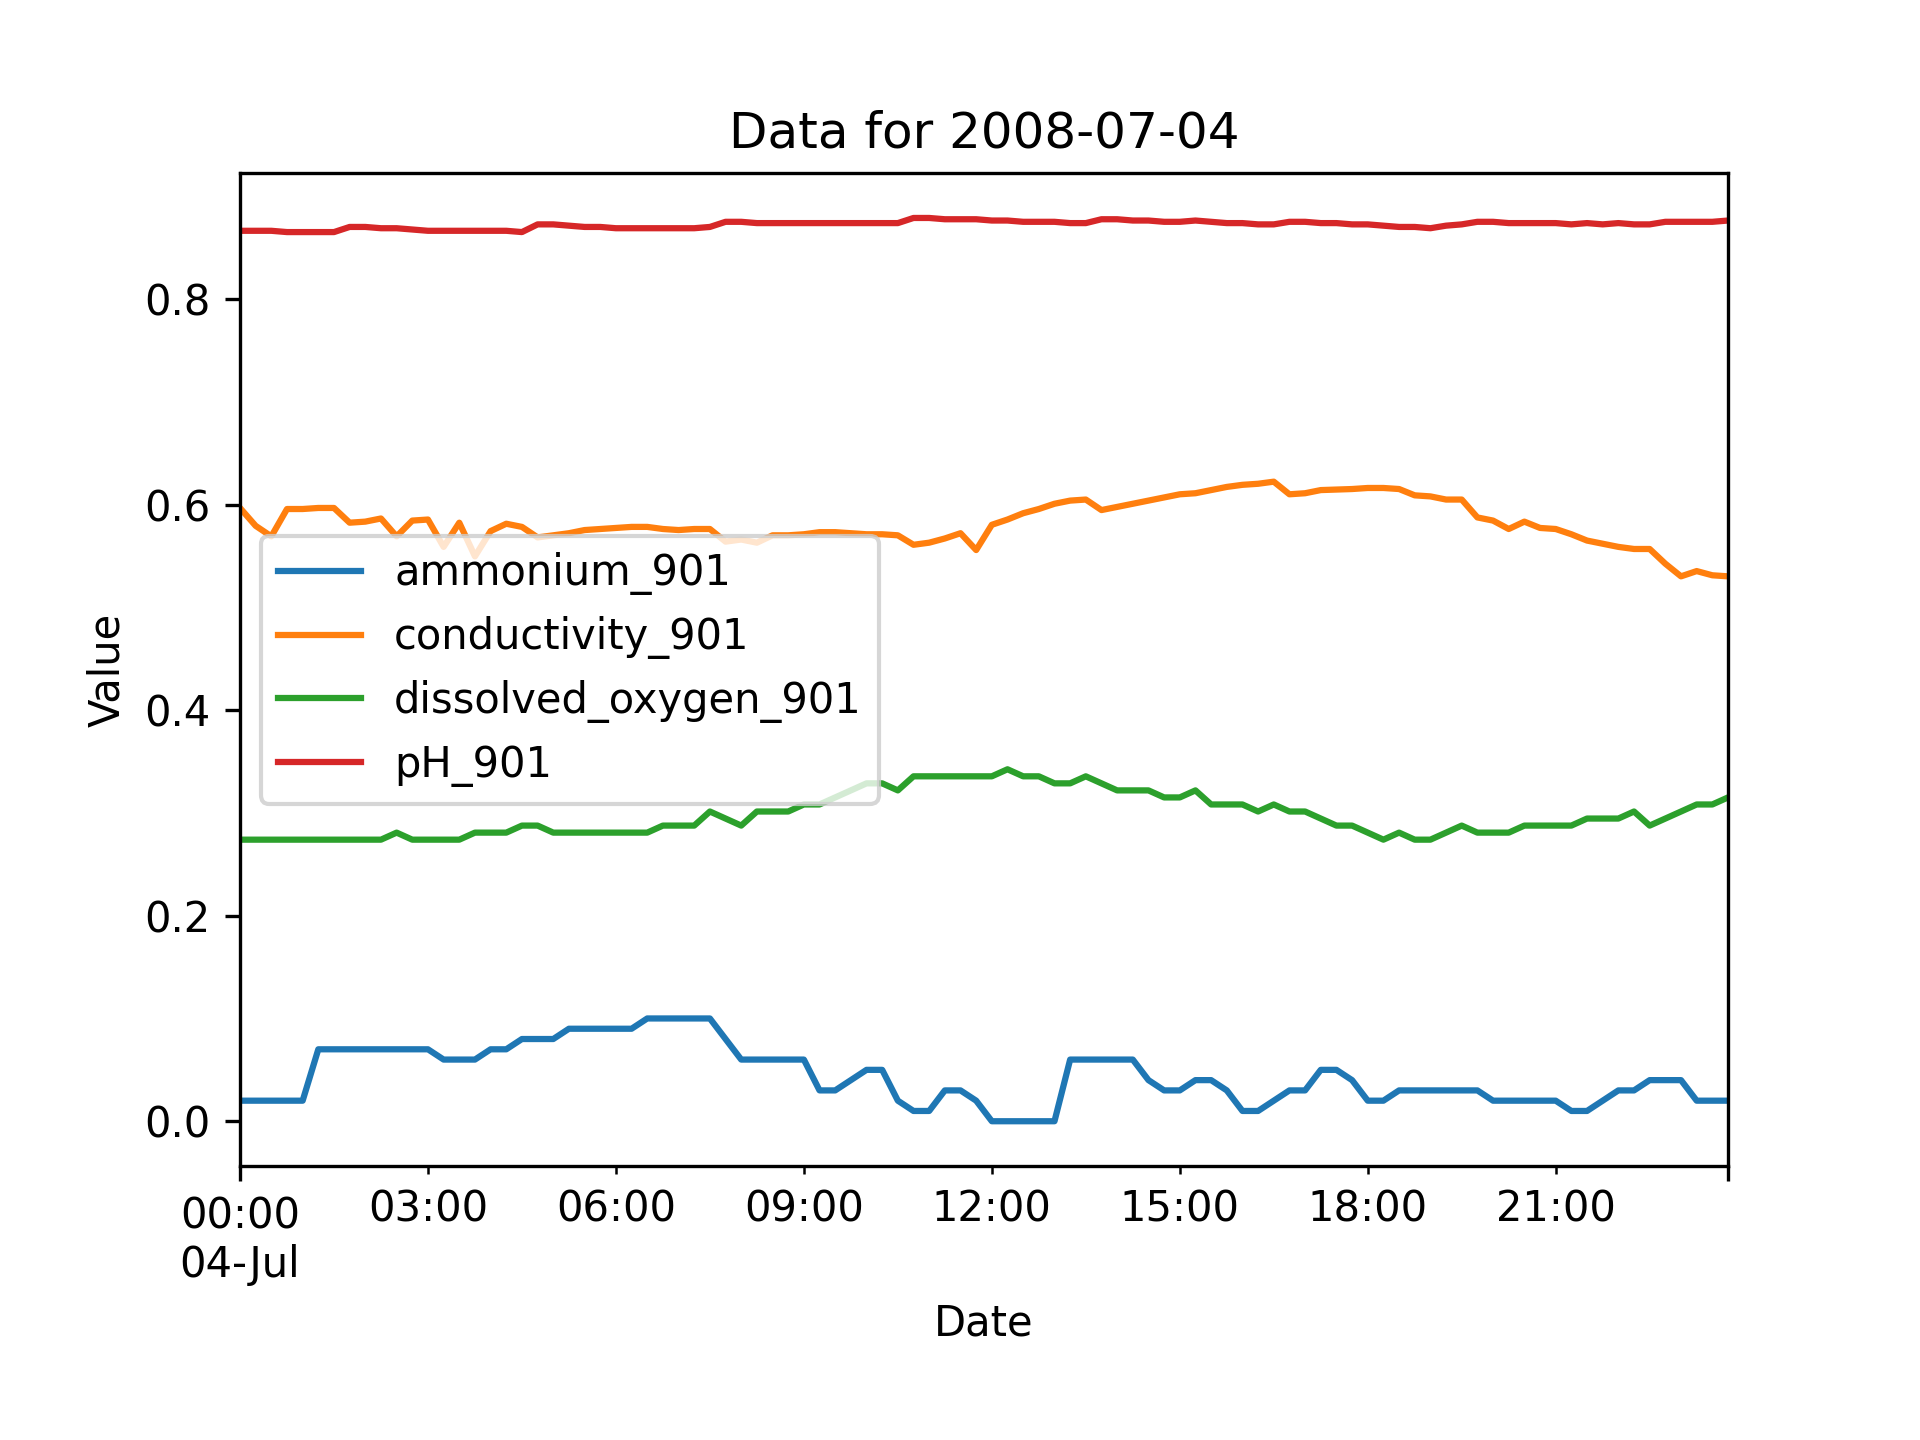 Data for 2008-07-04
Value
0.8
0.6
0.4
0.2
0.0
ammonium_901
conductivity_901
dissolved_oxygen_901
pH_901
00:00 03:00 06:00 09:00 12:00 15:00 18:00 21:00
04-Jul
Date